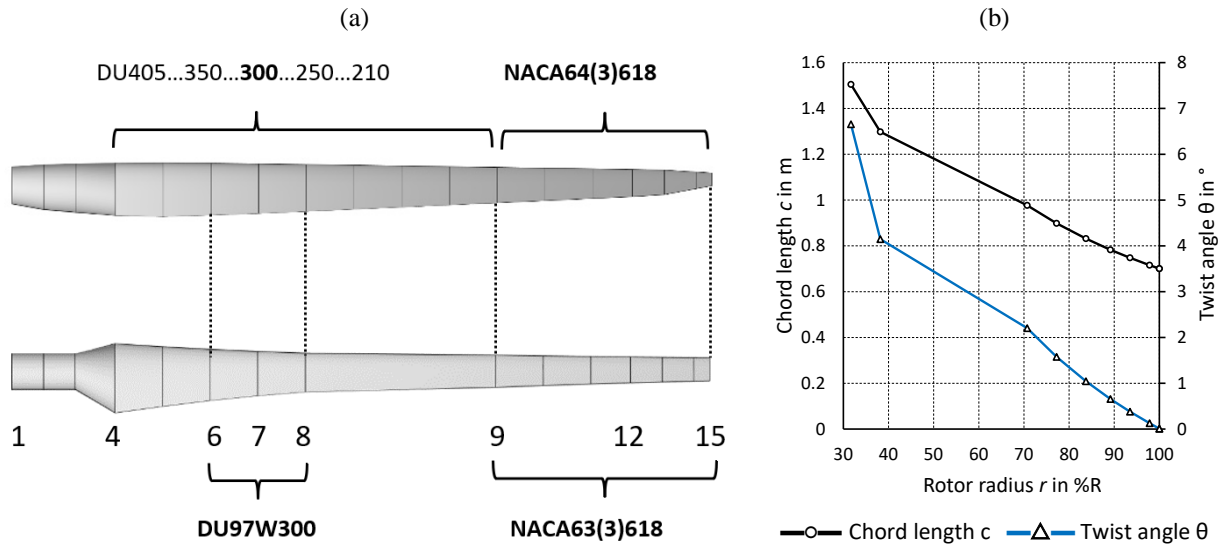 (a)
DU405...350...300...250...210
NACA64(3)618
1 4 6 7 8 9 12 15
DU97W300
NACA63(3)618
(b)
Chord length c in m
1.6
1.4
1.2
1
0.8
0.6
0.4
0.2
0
8
7
6
5
4
3
2
1
0
Twist angle θ in °
30 40 50 60 70 80 90 100
Rotor radius r in %R
Chord length c Twist angle θ